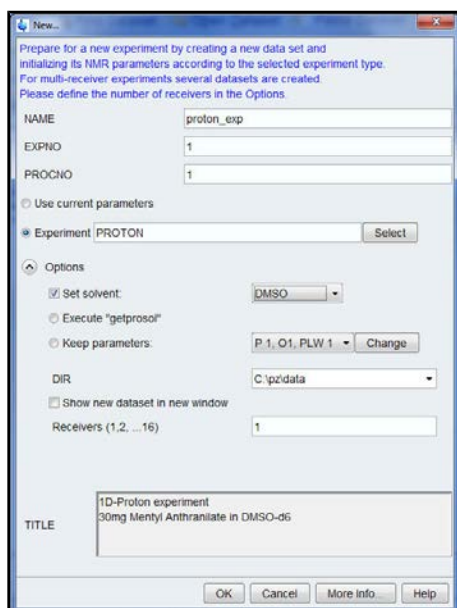 New...
Prepare for a new experiment by creating a new data set and
initializing its NMR parameters according to the selected experiment type.
For multi-receiver experiments several datasets are created.
Please define the number of receivers in the Options.
NAME proton_exp
EXPNO 1
PROCNO 1
Use current parameters
Experiment PROTON Select
Options
Set solvent: DMSO
Execute "getprosol"
Keep parameters: P 1, O1, PLW 1 Change
DIR C:\pz\data
Show new dataset in new window
Receivers (1,2, ...16) 1
TITLE
1D-Proton experiment
30mg Mentyl Anthranilate in DMSO-d6
OK Cancel More Info... Help